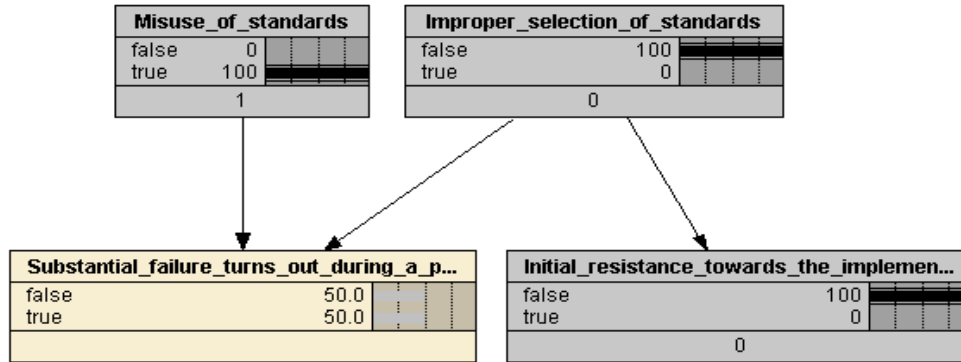 Misuse_of_standards
false 0
true 100
1
Improper_selection_of_standards
false 100
true 0
0
Substantial_failure_turns_out_during_a_p...
false 50.0
true 50.0
Initial_resistance_towards_the_implemen...
false 100
true 0
0